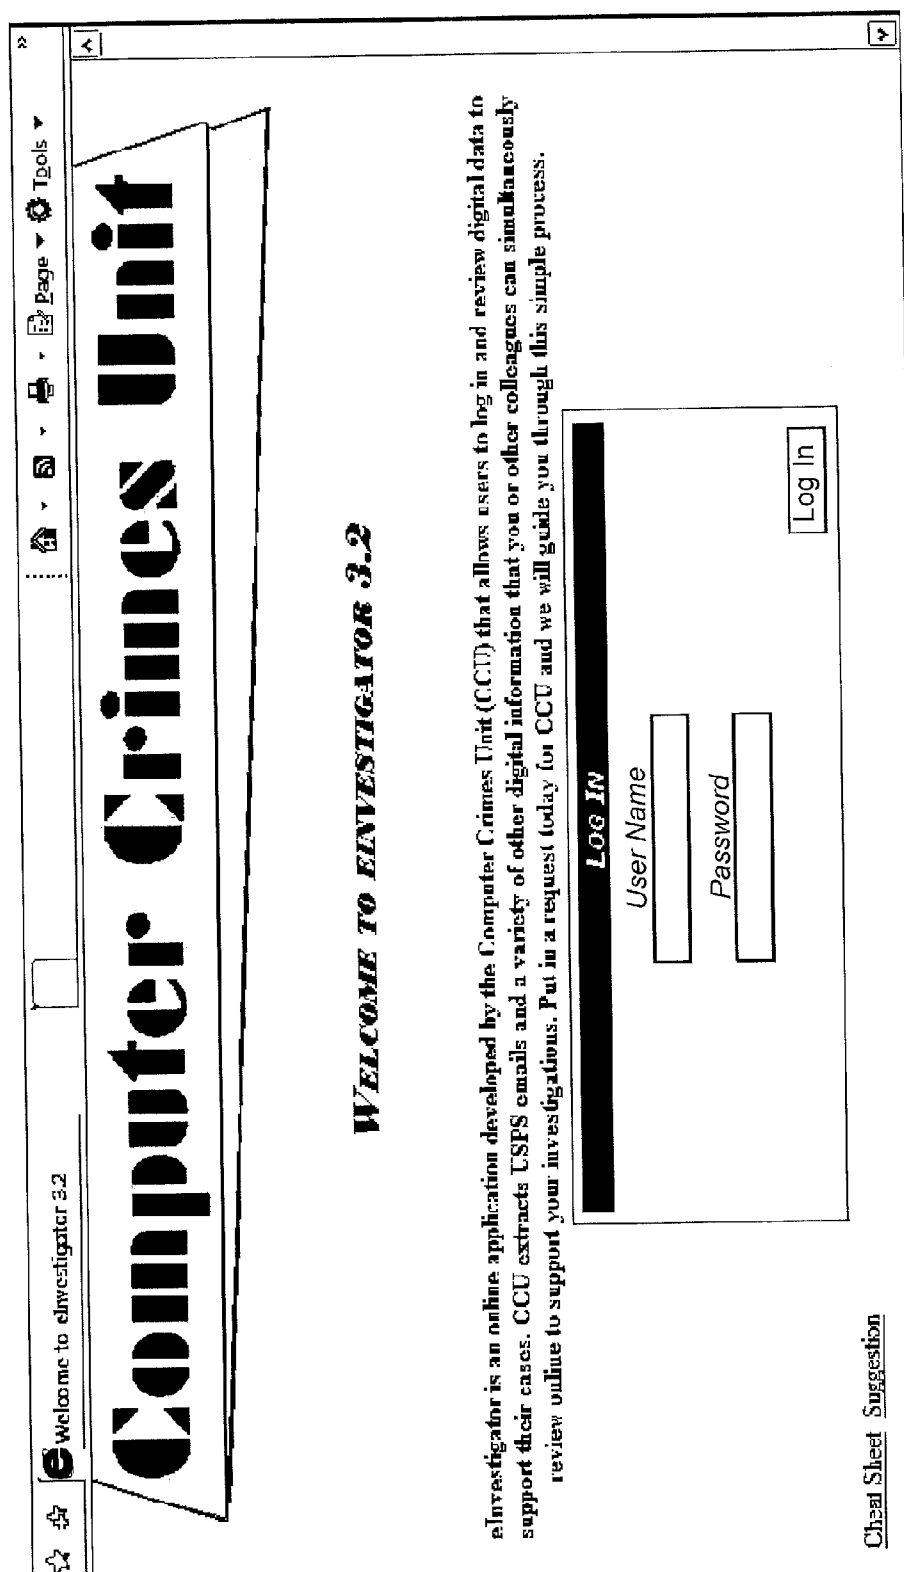 »
Page Tools
Welcome to eInvestigator 3.2
Computer Crimes Unit
WELCOME TO EINVESTIGATOR 3.2
eInvestigator is an online application developed by the Computer Crimes Unit (CCU) that allows users to log in and review digital data to
support their cases. CCU extracts USPS emails and a variety of other digital information that you or other colleagues can simultaneously
review online to support your investigations. Put in a request today for CCU and we will guide you through this simple process.
LOG IN
User Name
Password
Log In
Cheat Sheet Suggestion